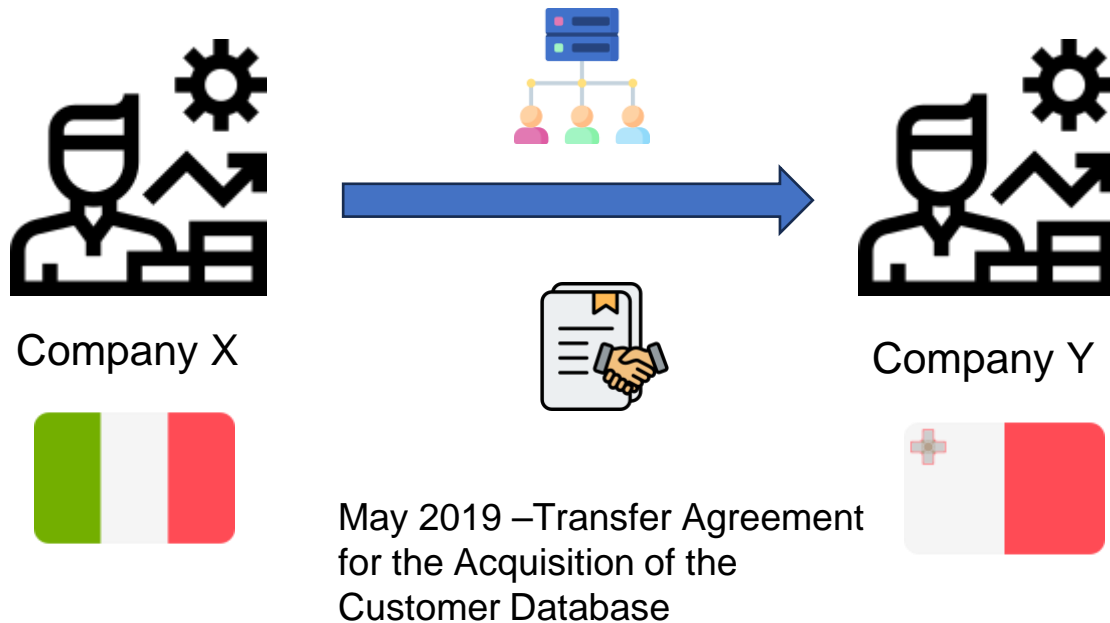 Company X
Company Y
May 2019 –Transfer Agreement
for the Acquisition of the
Customer Database